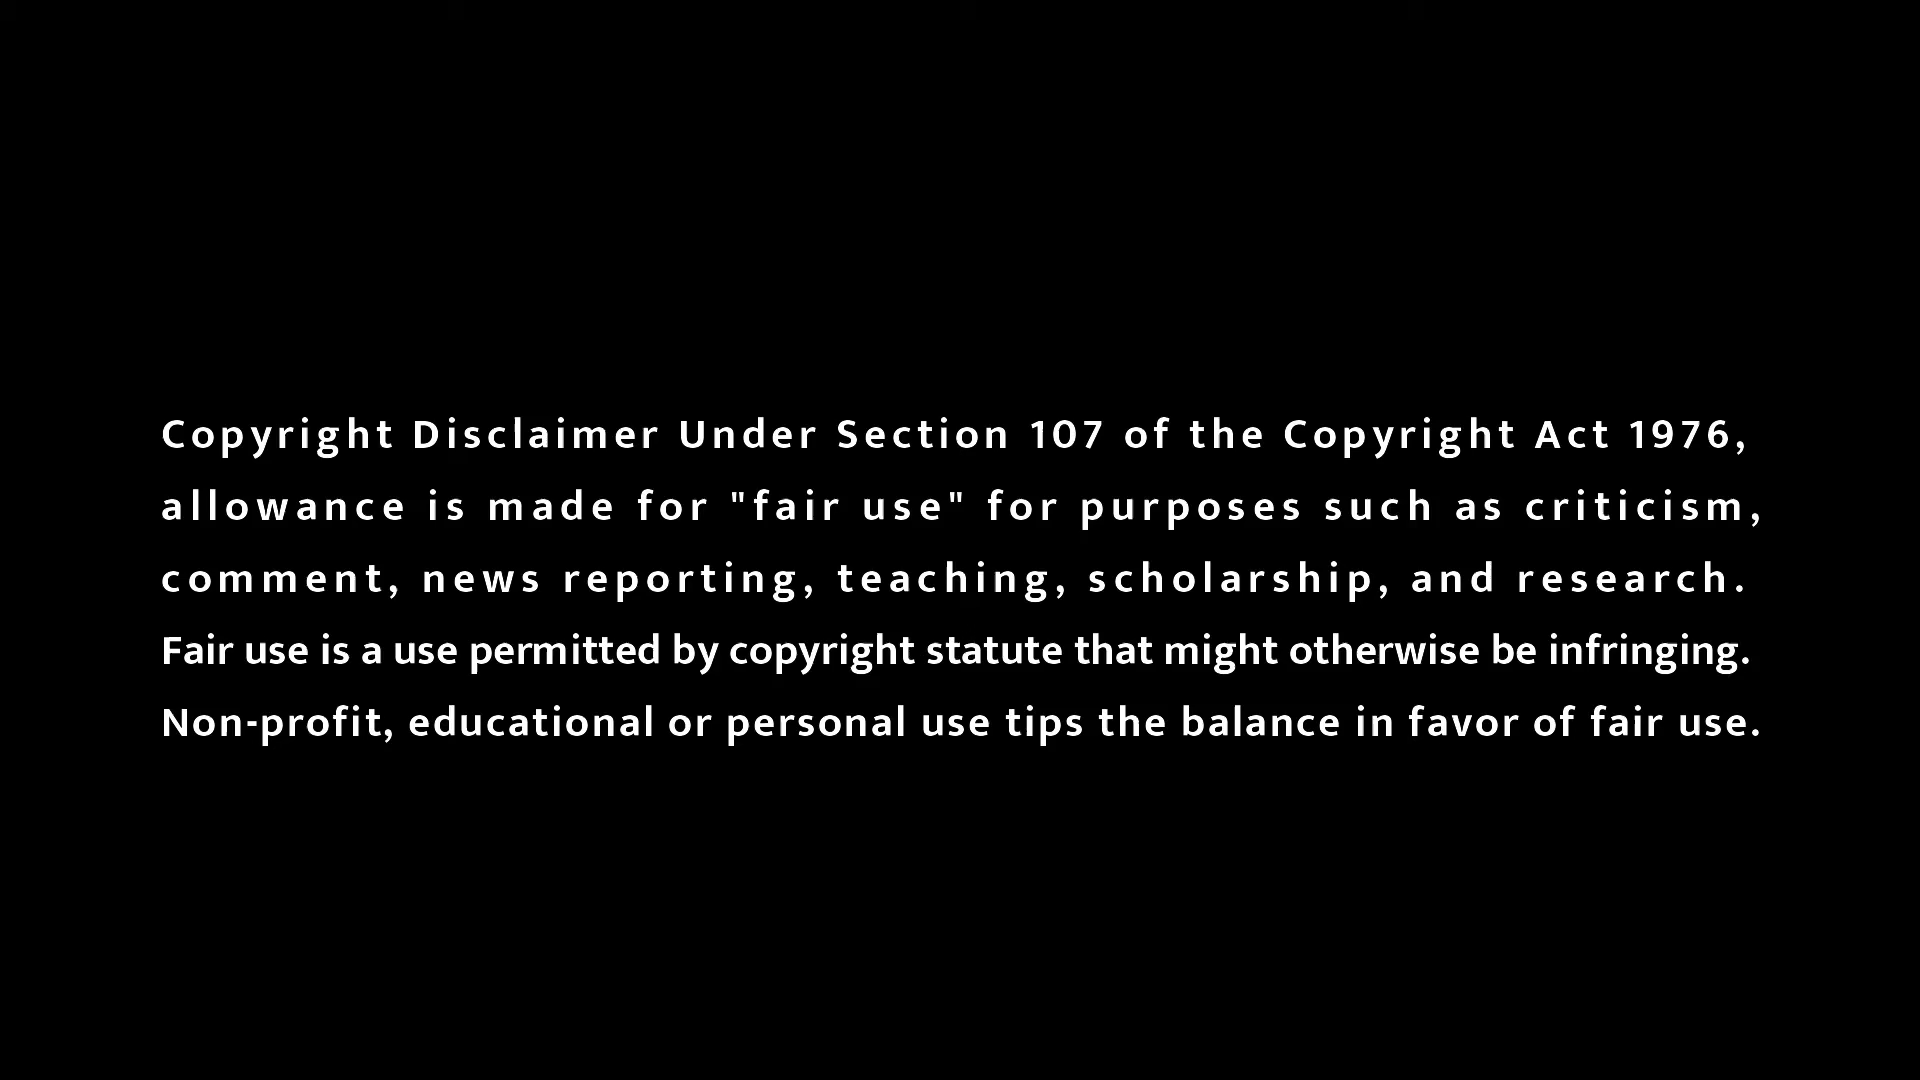 Copyright Disclaimer Under Section 107 of the Copyright Act 1976,
allowance is made for "fair use" for purposes such as criticism,
comment, news reporting, teaching, scholarship, and research.
Fair use is a use permitted by copyright statute that might otherwise be infringing.
Non-profit, educational or personal use tips the balance in favor of fair use.